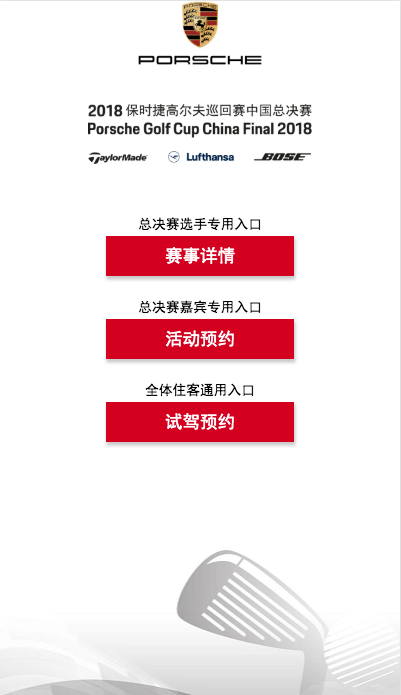 PORSCHE
2018 保时捷高尔夫巡回赛中国总决赛
Porsche Golf Cup China Final 2018
TaylorMade Lufthansa BOSE
总决赛选手专用入口
赛事详情
总决赛嘉宾专用入口
活动预约
全体住客通用入口
试驾预约